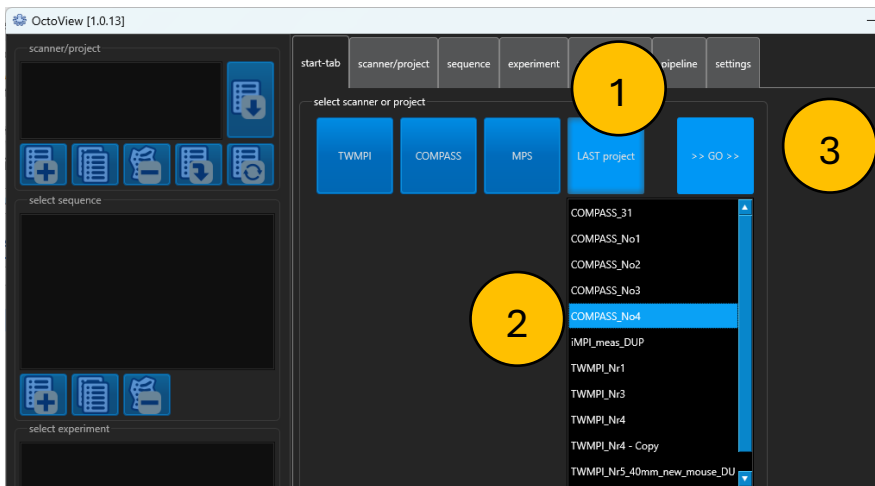 OctoView [1.0.13]
scanner/project
start-tab
scanner/project
sequence
experiment
pipeline
settings
1
select scanner or project
TWMPI
COMPASS
MPS
LAST project
>> GO >>
3
select sequence
COMPASS_31
COMPASS_No1
COMPASS_No2
COMPASS_No3
COMPASS_No4
2
iMPI_meas_DUP
TWMPI_Nr1
TWMPI_Nr3
TWMPI_Nr4
TWMPI_Nr4 - Copy
TWMPI_Nr5_40mm_new_mouse_DU
select experiment